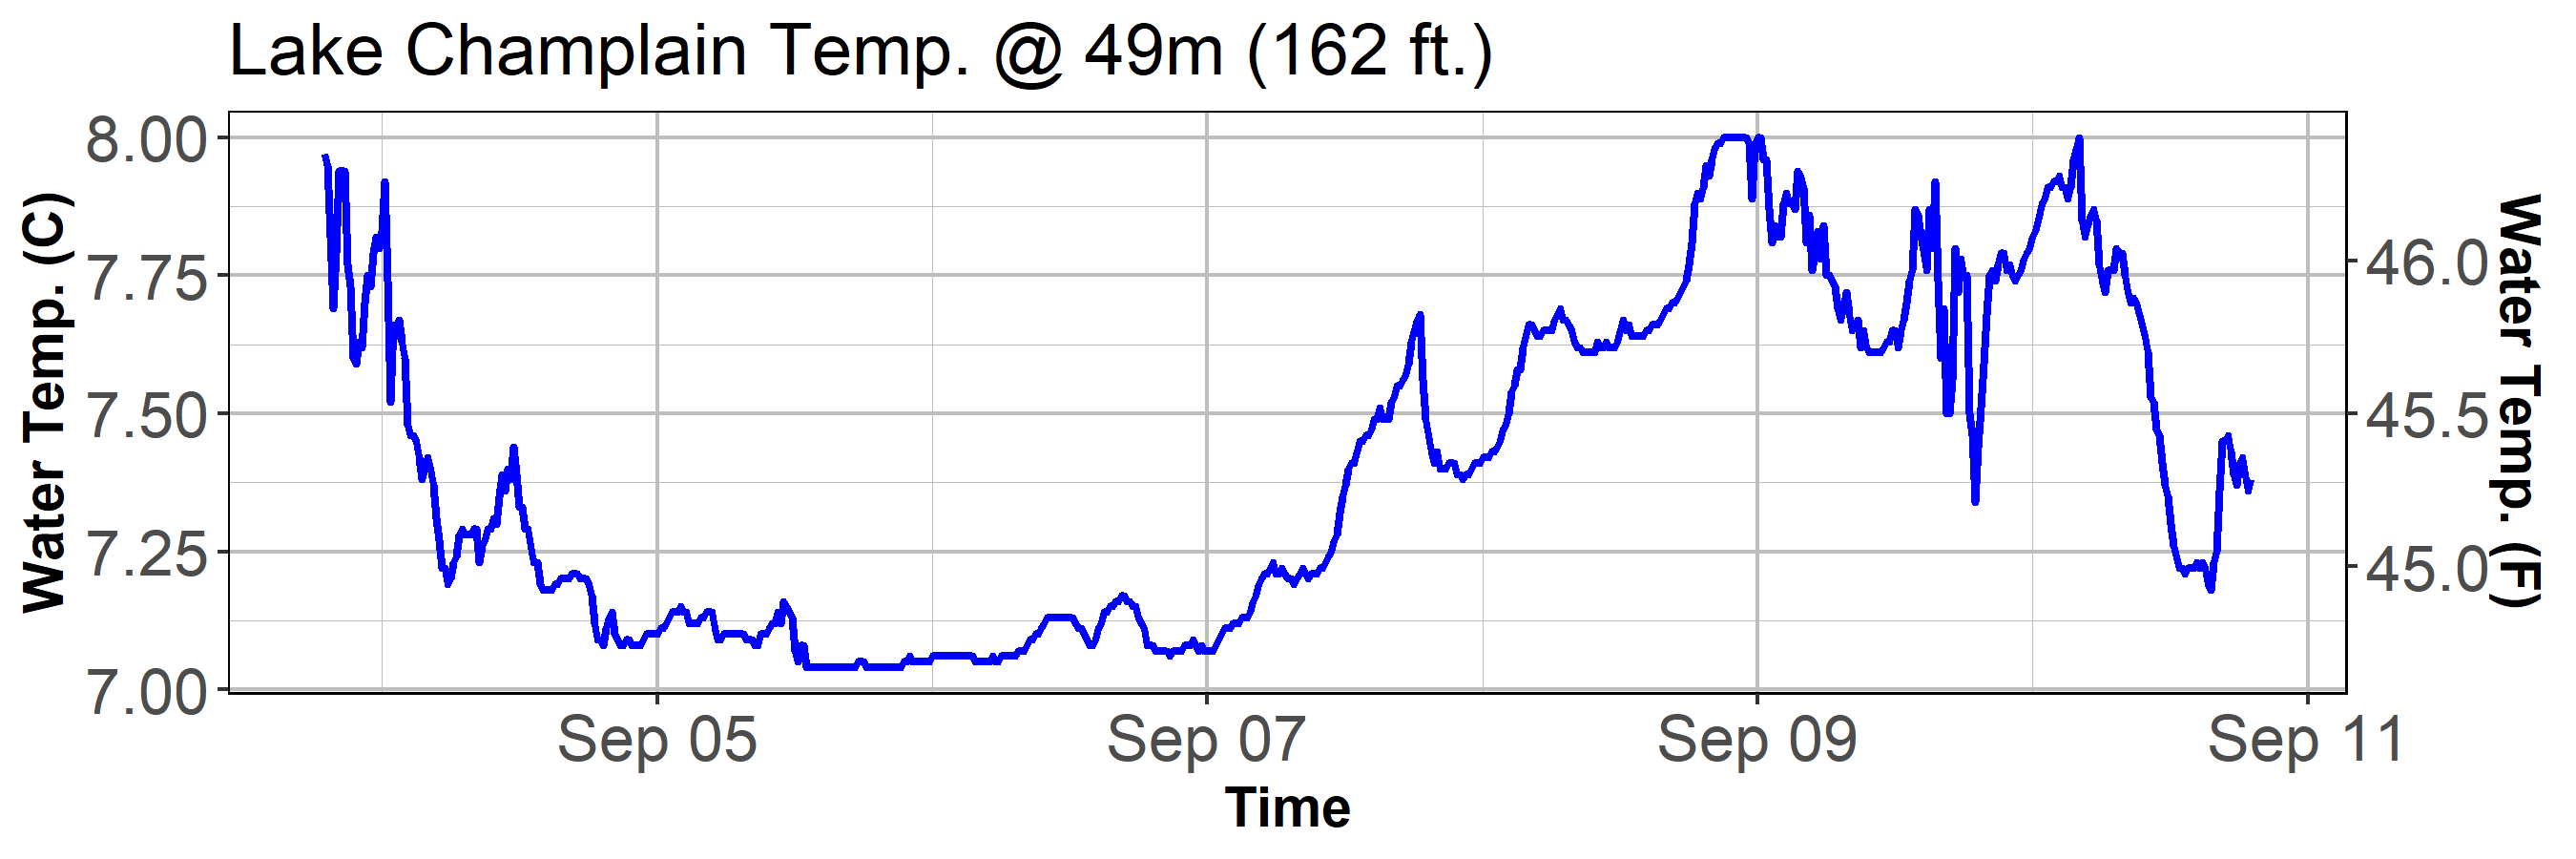 Lake Champlain Temp. @ 49m (162 ft.)
Water Temp. (C)
8.00
7.75
7.50
7.25
7.00
46.0
45.5
45.0
Water Temp. (F)
Sep 05 Sep 07 Sep 09 Sep 11
Time